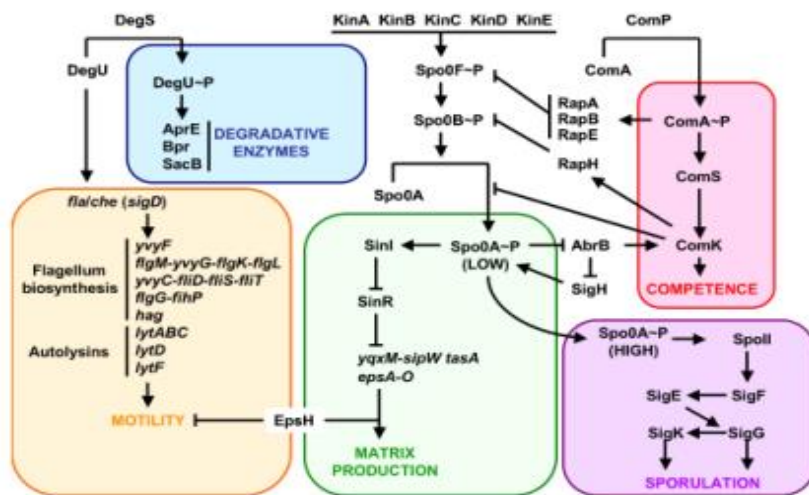 DegS
DegU
DegU~P
AprE
Bpr
SacB
DEGRADATIVE
ENZYMES
KinA KinB KinC KinD KinE
Spo0F~P
Spo0B~P
Spo0A
ComP
ComA
RapA
RapB
RapE
RapH
ComA~P
ComS
ComK
COMPETENCE
fla/che (sigD)
Flagellum
biosynthesis
yvyF
flgM-yvyG-flgK-flgL
yvyC-fliD-fliS-fliT
flgG-fihP
hag
Autolysins
lytABC
lytD
lytF
MOTILITY
EpsH
SinI
Spo0A~P
(LOW)
AbrB
SigH
SinR
yqxM-sipW tasA
epsA-O
MATRIX
PRODUCTION
Spo0A~P
(HIGH)
SpoII
SigE
SigF
SigK
SigG
SPORULATION